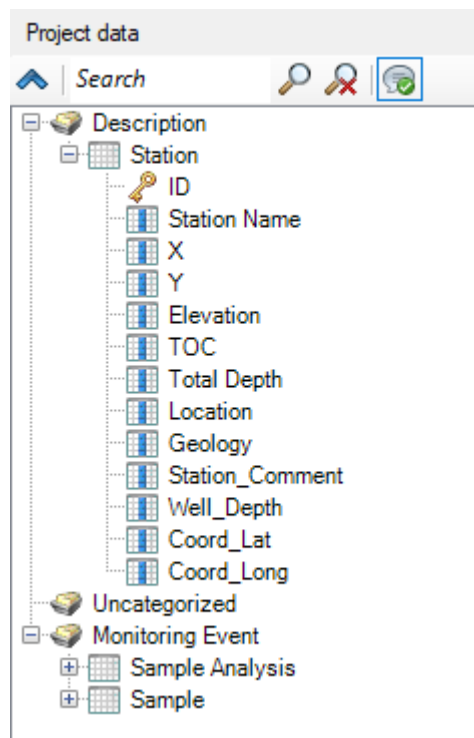 Project data
Search
Description
Station
ID
Station Name
X
Y
Elevation
TOC
Total Depth
Location
Geology
Station_Comment
Well_Depth
Coord_Lat
Coord_Long
Uncategorized
Monitoring Event
Sample Analysis
Sample